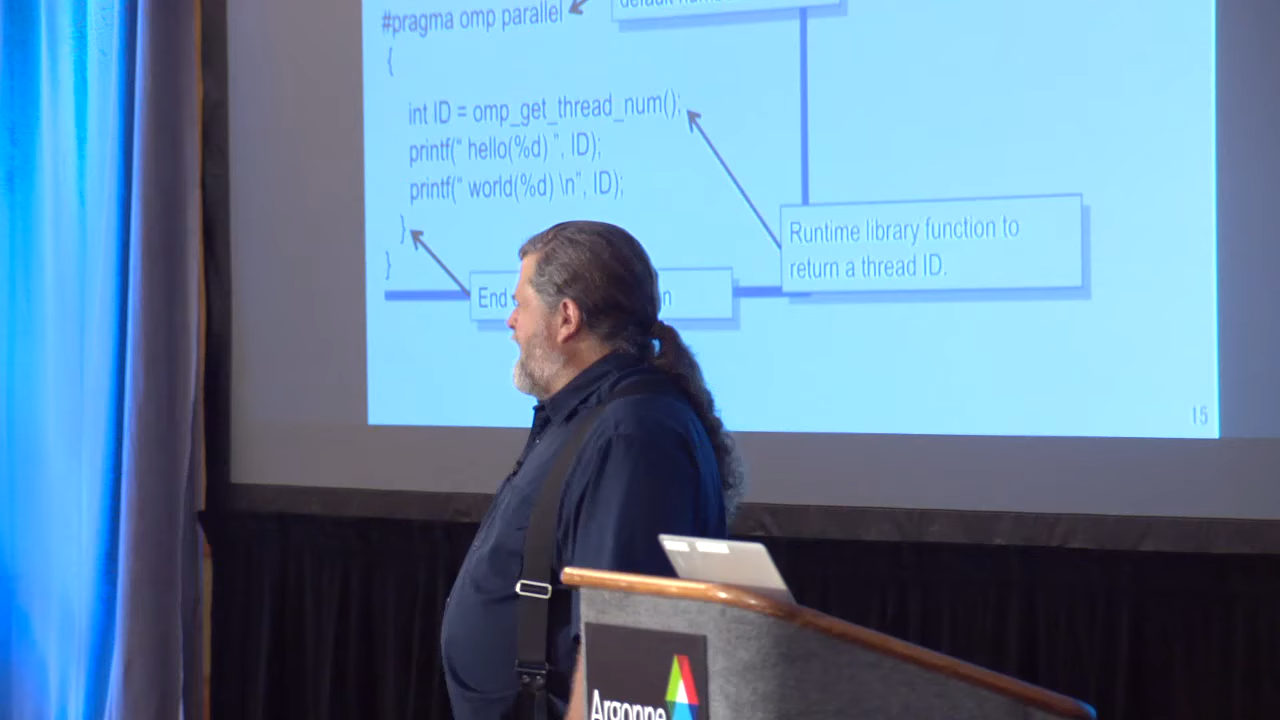 default
#pragma omp parallel
{
int ID = omp_get_thread_num();
printf(“ hello(%d) ”, ID);
printf(“ world(%d) \n”, ID);
}
Runtime library function to
return a thread ID.
}
End
15
Argonne